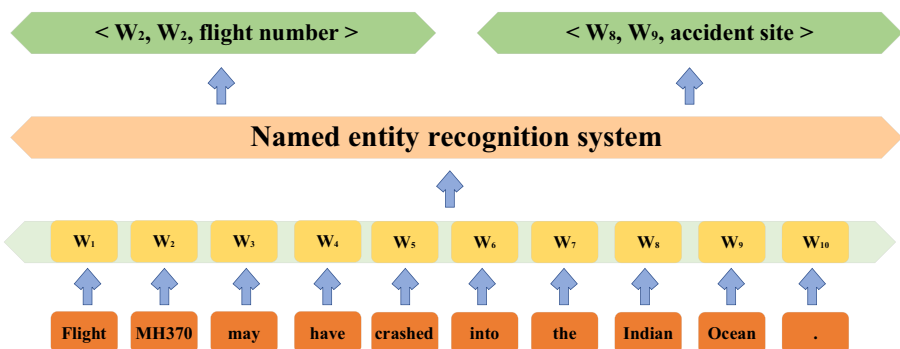 < W₂, W₂, flight number > < W₈, W₉, accident site >
Named entity recognition system
W₁ W₂ W₃ W₄ W₅ W₆ W₇ W₈ W₉ W₁₀
Flight MH370 may have crashed into the Indian Ocean .